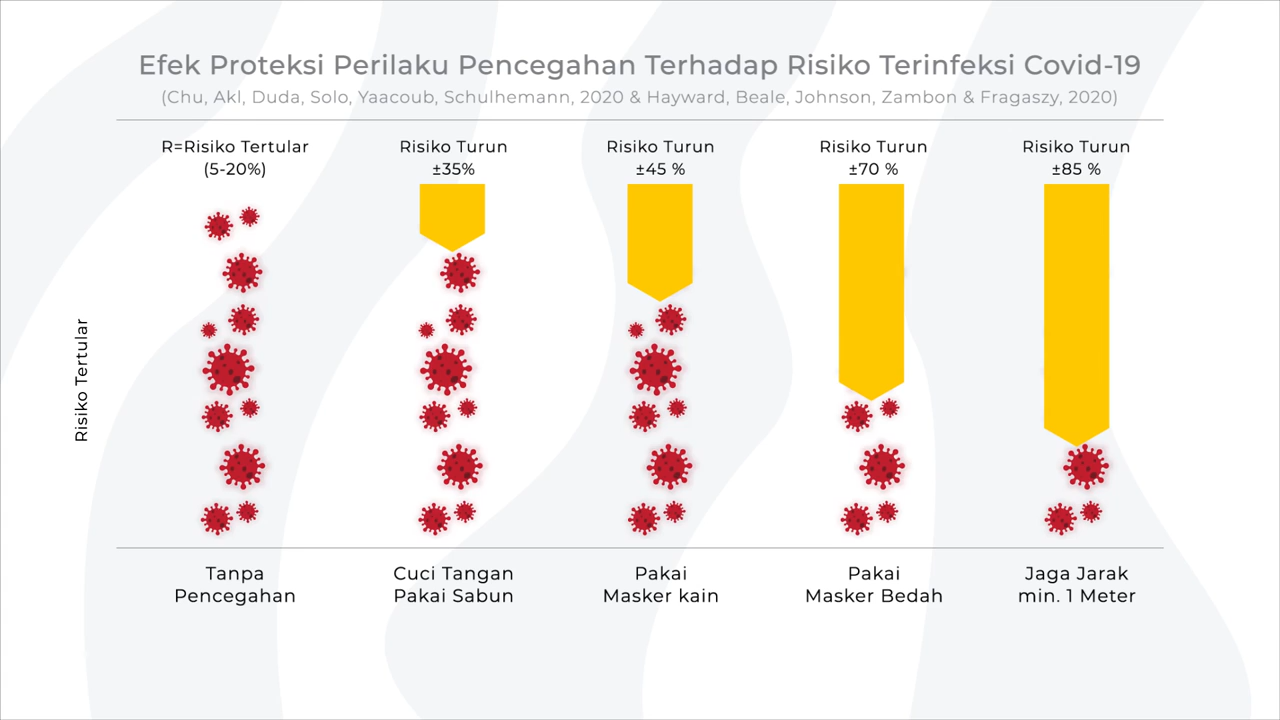 Efek Proteksi Perilaku Pencegahan Terhadap Risiko Terinfeksi Covid-19
(Chu, Akl, Duda, Solo, Yaacoub, Schulhemann, 2020 & Hayward, Beale, Johnson, Zambon & Fragaszy, 2020)
R=Risiko Tertular
(5-20%)
Risiko Turun
±35%
Risiko Turun
±45 %
Risiko Turun
±70 %
Risiko Turun
±85 %
Risiko Tertular
Tanpa
Pencegahan
Cuci Tangan
Pakai Sabun
Pakai
Masker kain
Pakai
Masker Bedah
Jaga Jarak
min. 1 Meter